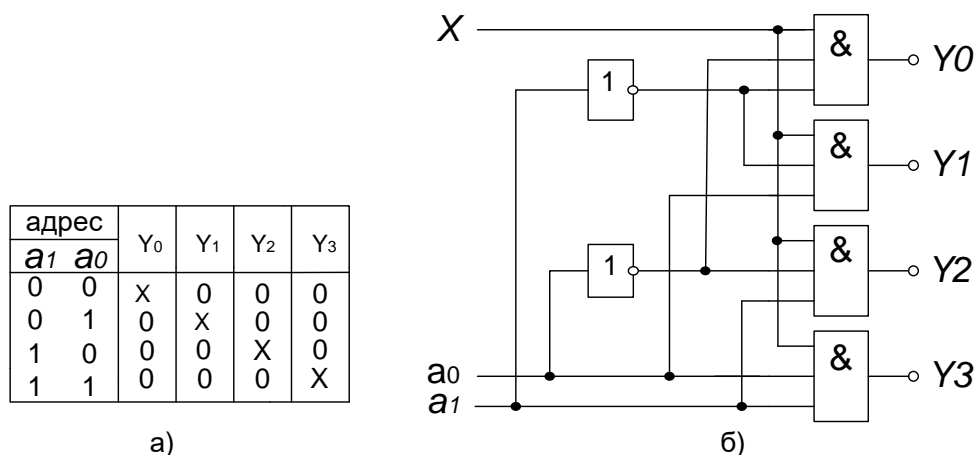 адрес Y0 Y1 Y2 Y3
a1 a0
0 0 X 0 0 0
0 1 0 X 0 0
1 0 0 0 X 0
1 1 0 0 0 X
а)
X
& Y0
1
& Y1
& Y2
1
& Y3
a0
a1
б)